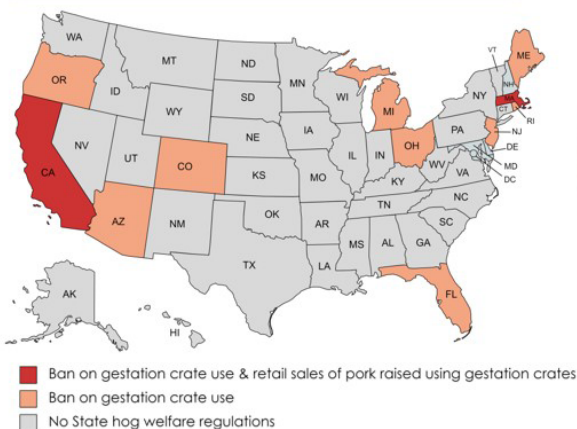 WA
MT
ND
MN
VT
ME
OR
ID
SD
WI
NH
NY
MA
WY
MI
CT
RI
NE
IA
PA
NJ
NV
UT
IL
IN
OH
DE
CA
CO
KS
MO
WV
VA
MD
KY
DC
AZ
NM
OK
AR
TN
NC
SC
MS
AL
GA
TX
LA
AK
FL
HI
Ban on gestation crate use & retail sales of pork raised using gestation crates
Ban on gestation crate use
No State hog welfare regulations